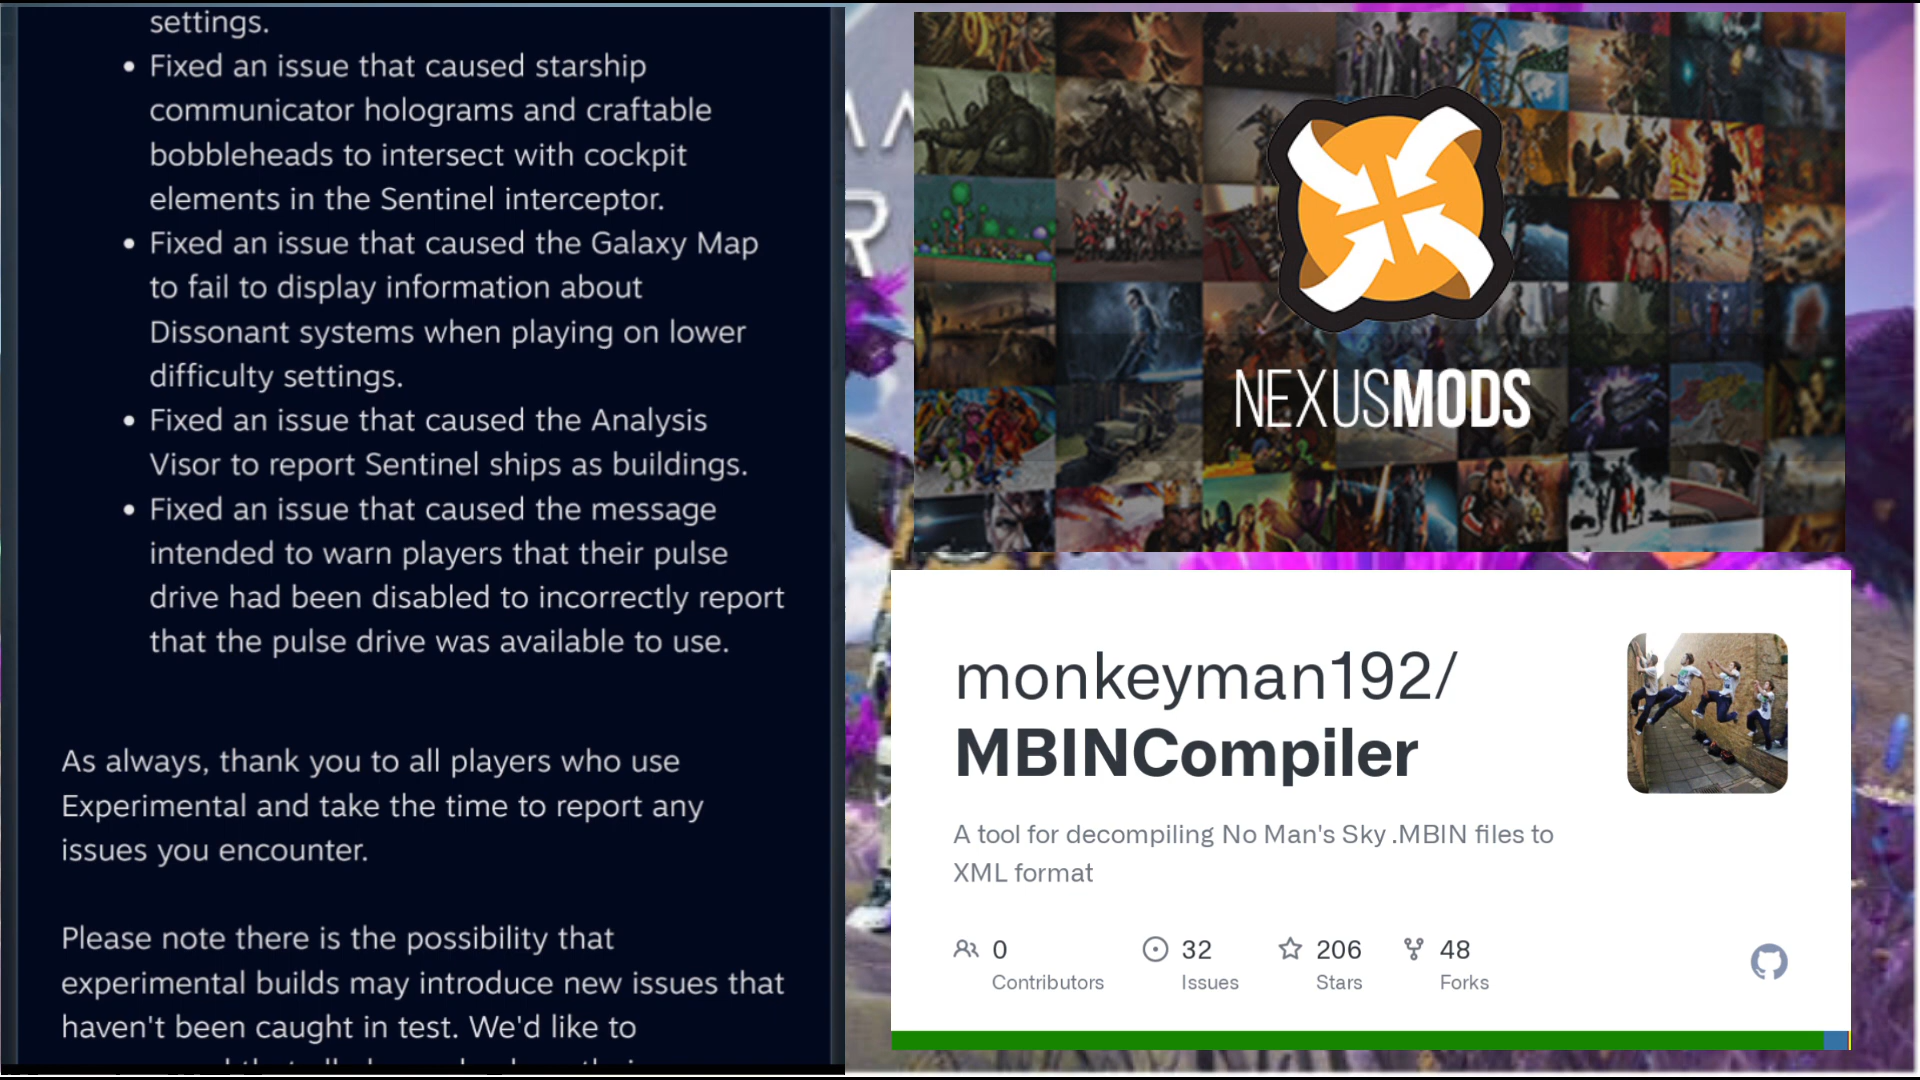 settings.
• Fixed an issue that caused starship
communicator holograms and craftable
bobbleheads to intersect with cockpit
elements in the Sentinel interceptor.
• Fixed an issue that caused the Galaxy Map
to fail to display information about
Dissonant systems when playing on lower
difficulty settings.
• Fixed an issue that caused the Analysis
Visor to report Sentinel ships as buildings.
• Fixed an issue that caused the message
intended to warn players that their pulse
drive had been disabled to incorrectly report
that the pulse drive was available to use.
As always, thank you to all players who use
Experimental and take the time to report any
issues you encounter.
Please note there is the possibility that
experimental builds may introduce new issues that
haven't been caught in test. We'd like to
NEXUSMODS
monkeyman192/
MBINCompiler
A tool for decompiling No Man's Sky .MBIN files to
XML format
0
Contributors
32
Issues
206
Stars
48
Forks